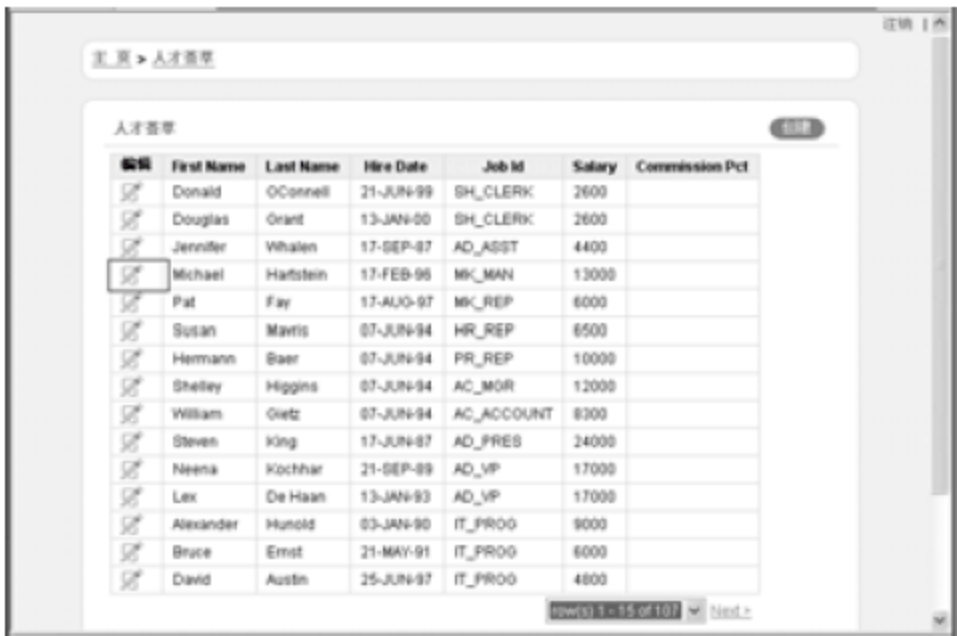 注销 |
主 页 > 人才荟萃
人才荟萃
创建
编辑 First Name Last Name Hire Date Job Id Salary Commission Pct
Donald OConnell 21-JUN-99 SH_CLERK 2600
Douglas Grant 13-JAN-00 SH_CLERK 2600
Jennifer Whalen 17-SEP-87 AD_ASST 4400
Michael Hartstein 17-FEB-96 MK_MAN 13000
Pat Fay 17-AUG-97 MK_REP 6000
Susan Mavris 07-JUN-94 HR_REP 6500
Hermann Baer 07-JUN-94 PR_REP 10000
Shelley Higgins 07-JUN-94 AC_MGR 12000
William Gietz 07-JUN-94 AC_ACCOUNT 8300
Steven King 17-JUN-87 AD_PRES 24000
Neena Kochhar 21-SEP-89 AD_VP 17000
Lex De Haan 13-JAN-93 AD_VP 17000
Alexander Hunold 03-JAN-90 IT_PROG 9000
Bruce Ernst 21-MAY-91 IT_PROG 6000
David Austin 25-JUN-97 IT_PROG 4800
row(s) 1 - 15 of 107 Next >